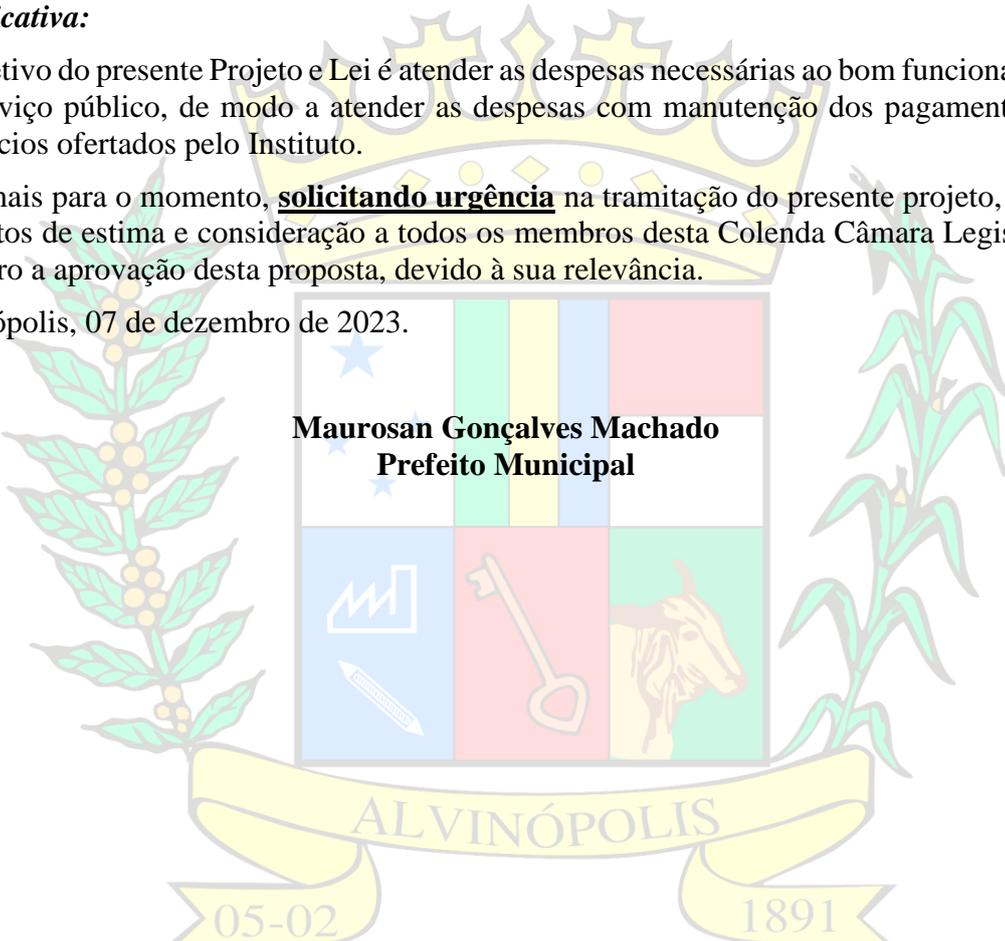 icativa:
etivo do presente Projeto e Lei é atender as despesas necessárias ao bom funciona
viço público, de modo a atender as despesas com manutenção dos pagament
cios ofertados pelo Instituto.
nais para o momento, solicitando urgência na tramitação do presente projeto,
tos de estima e consideração a todos os membros desta Colenda Câmara Legis
ro a aprovação desta proposta, devido à sua relevância.
ópolis, 07 de dezembro de 2023.
Maurosan Gonçalves Machado
Prefeito Municipal
ALVINÓPOLIS
05-02
1891